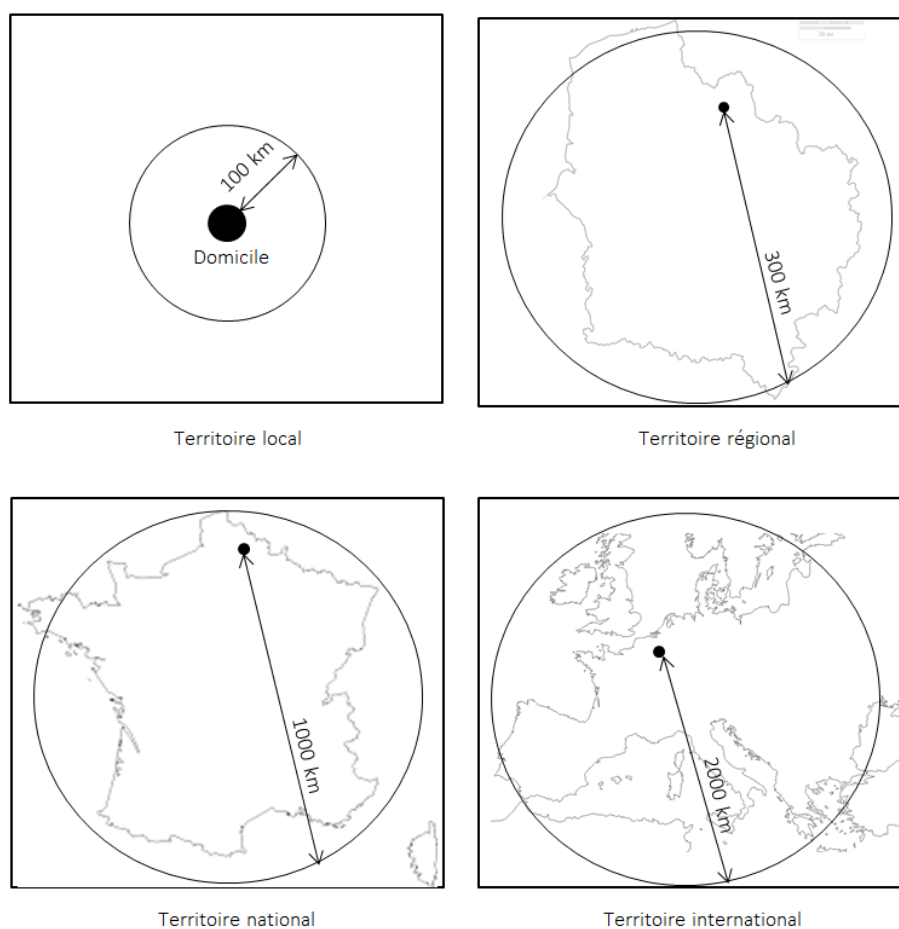 100 km
Domicile
Territoire local
300 km
Territoire régional
1000 km
Territoire national
2000 km
Territoire international